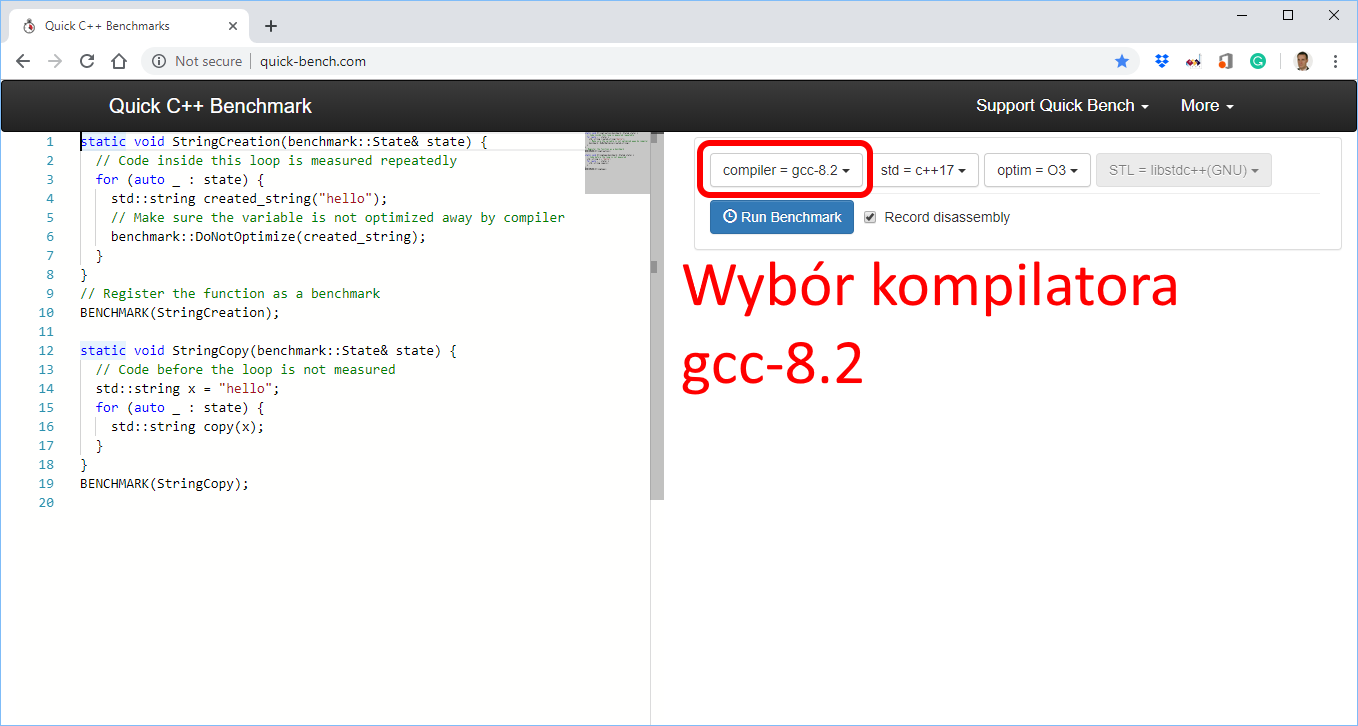 Quick C++ Benchmarks
Not secure
quick-bench.com
Quick C++ Benchmark
Support Quick Bench
More
1 static void StringCreation(benchmark::State& state) {
2 // Code inside this loop is measured repeatedly
3 for (auto _ : state) {
4 std::string created_string("hello");
5 // Make sure the variable is not optimized away by compiler
6 benchmark::DoNotOptimize(created_string);
7 }
8 }
9 // Register the function as a benchmark
10 BENCHMARK(StringCreation);
11
12 static void StringCopy(benchmark::State& state) {
13 // Code before the loop is not measured
14 std::string x = "hello";
15 for (auto _ : state) {
16 std::string copy(x);
17 }
18 }
19 BENCHMARK(StringCopy);
20
compiler = gcc-8.2
std = c++17
optim = O3
STL = libstdc++(GNU)
Run Benchmark
Record disassembly
Wybór kompilatora
gcc-8.2